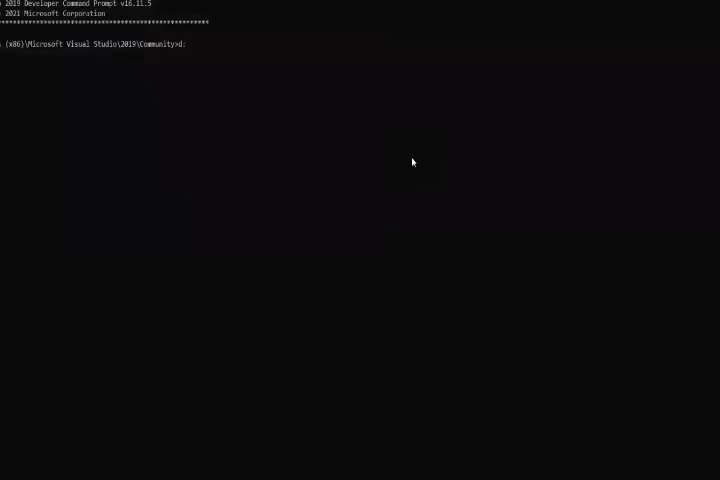 2019 Developer Command Prompt v16.11.5
2021 Microsoft Corporation
********************************************************
(x86)\Microsoft Visual Studio\2019\Community>d: